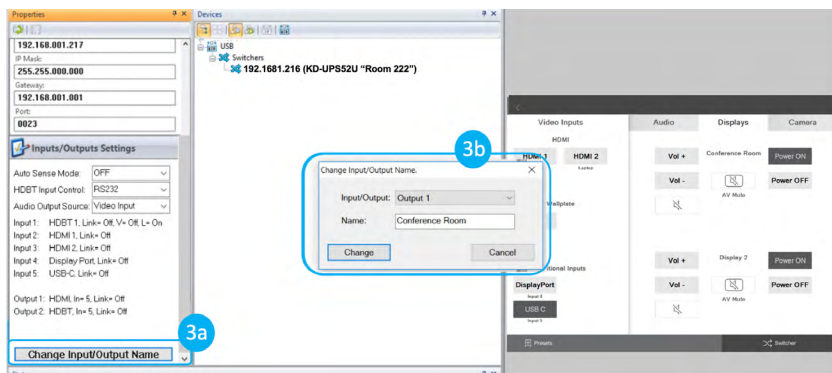 Properties
Devices
192.168.001.217
IP Mask:
255.255.000.000
Gateway:
192.168.001.001
Port:
0023
Inputs/Outputs Settings
Auto Sense Mode: OFF
HDBT Input Control: RS232
Audio Output Source: Video Input
Input 1: HDBT 1, Link= Off, V= Off, L= On
Input 2: HDMI 1, Link= Off
Input 3: HDMI 2, Link= Off
Input 4: Display Port, Link= Off
Input 5: USB-C, Link= Off
Output 1: HDMI, In= 5, Link= Off
Output 2: HDBT, In= 5, Link= Off
3a
Change Input/Output Name
USB
Switchers
192.1681.216 (KD-UPS52U “Room 222”)
3b
Change Input/Output Name.
Input/Output: Output 1
Name: Conference Room
Change Cancel
Video Inputs Audio Displays Camera
HDMI
HDMI 1 HDMI 2
Laptop
Wallplate
itional Inputs
DisplayPort
Input 4
USB C
Input 5
Vol + Conference Room Power ON
Vol - Power OFF
AV Mute
Vol + Display 2 Power ON
Vol - Power OFF
AV Mute
Presets Switcher